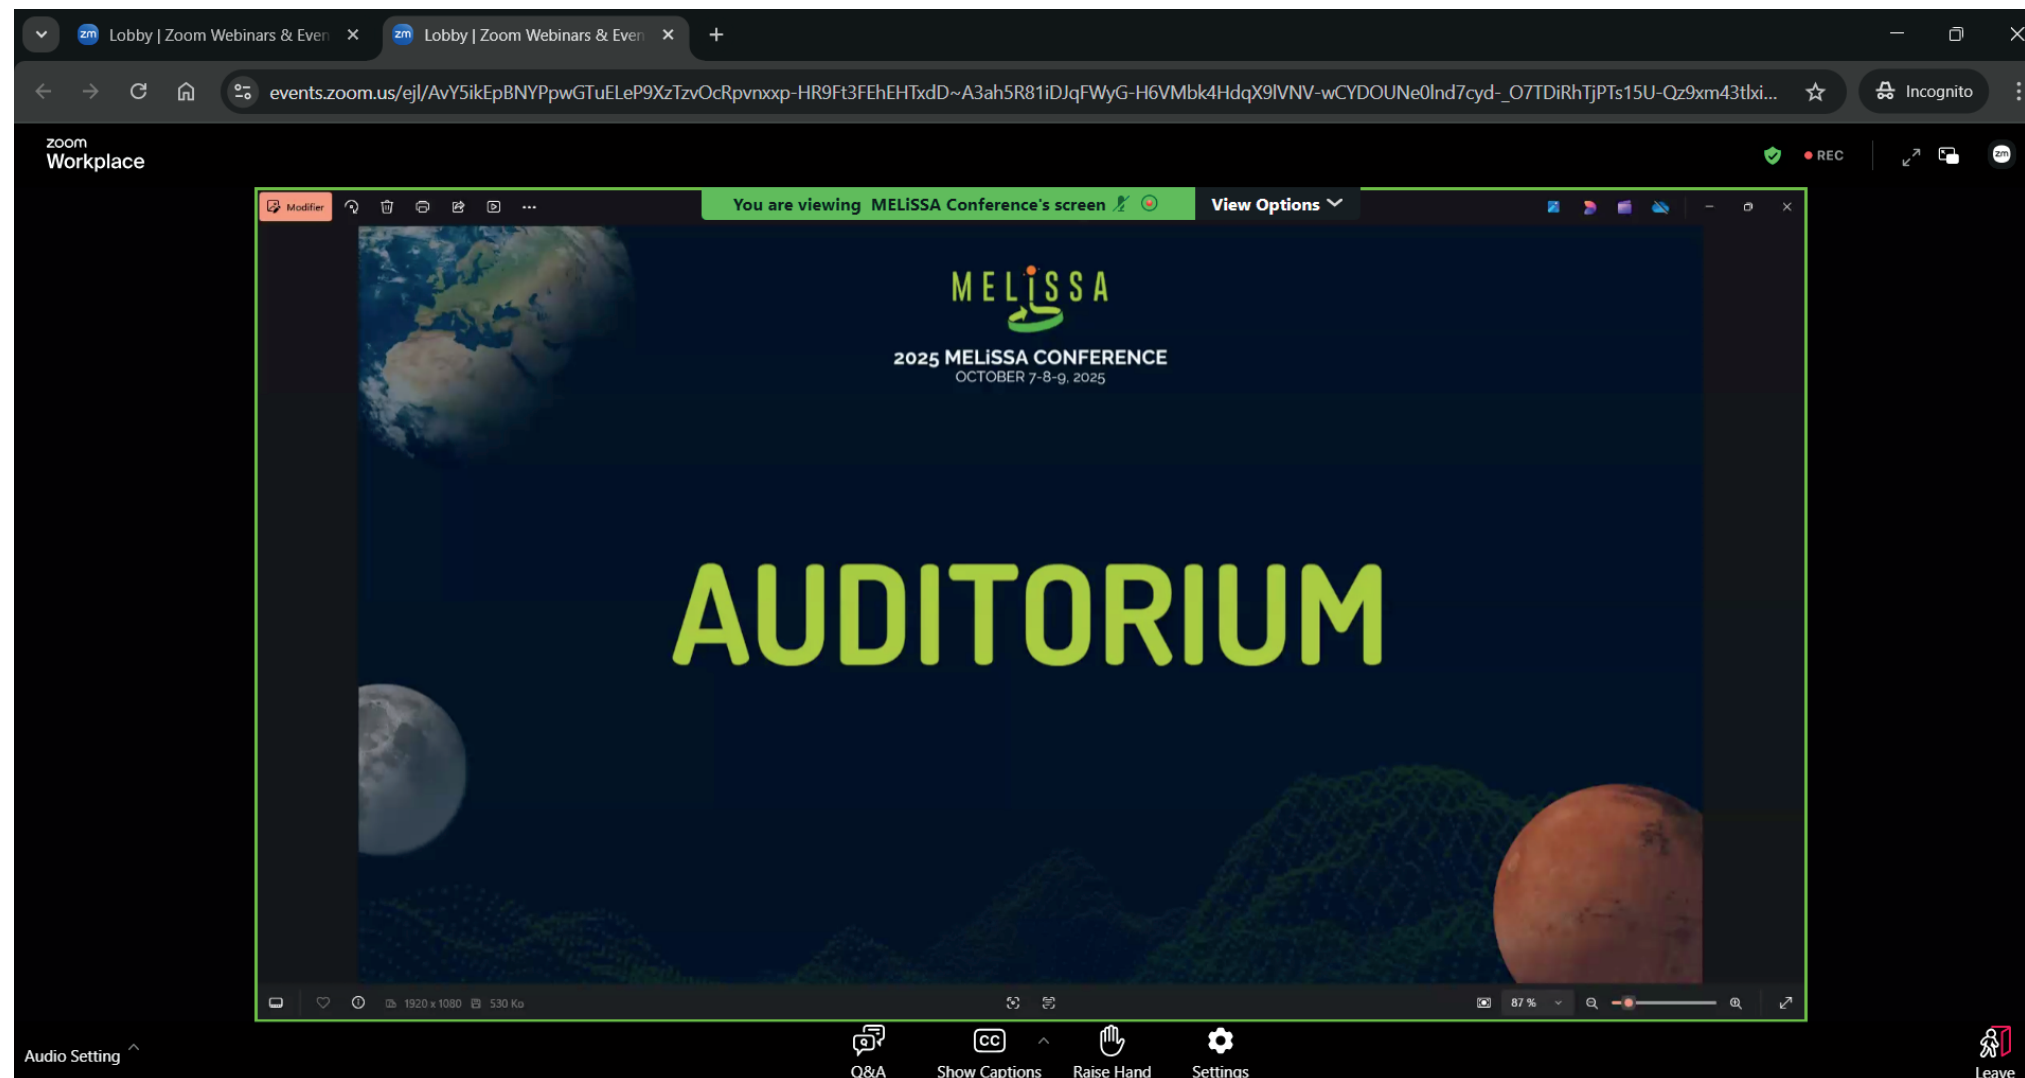 Lobby | Zoom Webinars & Even
Lobby | Zoom Webinars & Even
events.zoom.us/ejl/AvY5ikEpBNYPpwGTuELeP9XzTzvOcRpvnxxp-HR9Ft3FEhEHTxdD~A3ah5R81iDJqFWyG-H6VMbk4HdqX9lVNV-wCYDOUNe0lnd7cyd-_O7TDiRhTjPTs15U-Qz9xm43tlxi...
Incognito
zoom
Workplace
REC
zm
Modifier
You are viewing MELiSSA Conference's screen
View Options
MELiSSA
2025 MELiSSA CONFERENCE
OCTOBER 7-8-9, 2025
AUDITORIUM
1920 x 1080
530 Ko
87 %
Audio Setting
Q&A
CC
Show Captions
Raise Hand
Settings
Leave